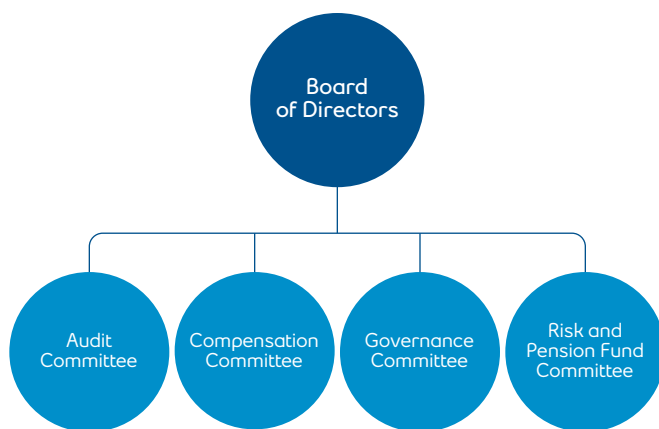 Board
of Directors
Audit
Committee
Compensation
Committee
Governance
Committee
Risk and
Pension Fund
Committee